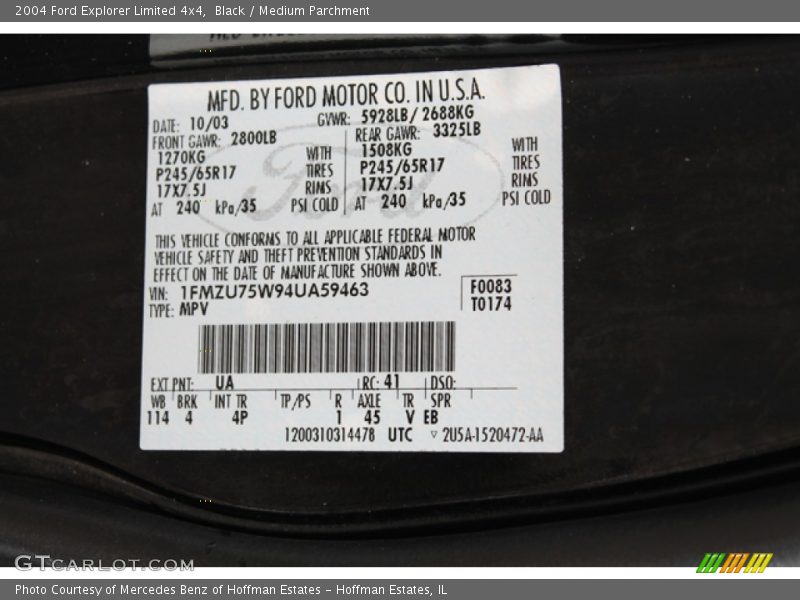 2004 Ford Explorer Limited 4x4,  Black / Medium Parchment
MFD. BY FORD MOTOR CO. IN U.S.A.
DATE: 10/03 GVWR: 5928LB/ 2688KG
FRONT GAWR: 2800LB REAR GAWR: 3325LB
1270KG WITH 1508KG WITH
P245/65R17 TIRES P245/65R17 TIRES
17X7.5J RIMS 17X7.5J RIMS
AT 240 kPa/35 PSI COLD AT 240 kPa/35 PSI COLD
Ford
THIS VEHICLE CONFORMS TO ALL APPLICABLE FEDERAL MOTOR
VEHICLE SAFETY AND THEFT PREVENTION STANDARDS IN
EFFECT ON THE DATE OF MANUFACTURE SHOWN ABOVE.
VIN: 1FMZU75W94UA59463 F0083
TYPE: MPV T0174
EXT PNT: UA RC: 41 DSO:
WB BRK INT TR TP/PS R AXLE TR SPR
114 4 4P 1 45 V EB
1200310314478 UTC ▽ 2U5A-1520472-AA
GTCARLOT.COM
Photo Courtesy of Mercedes Benz of Hoffman Estates - Hoffman Estates, IL